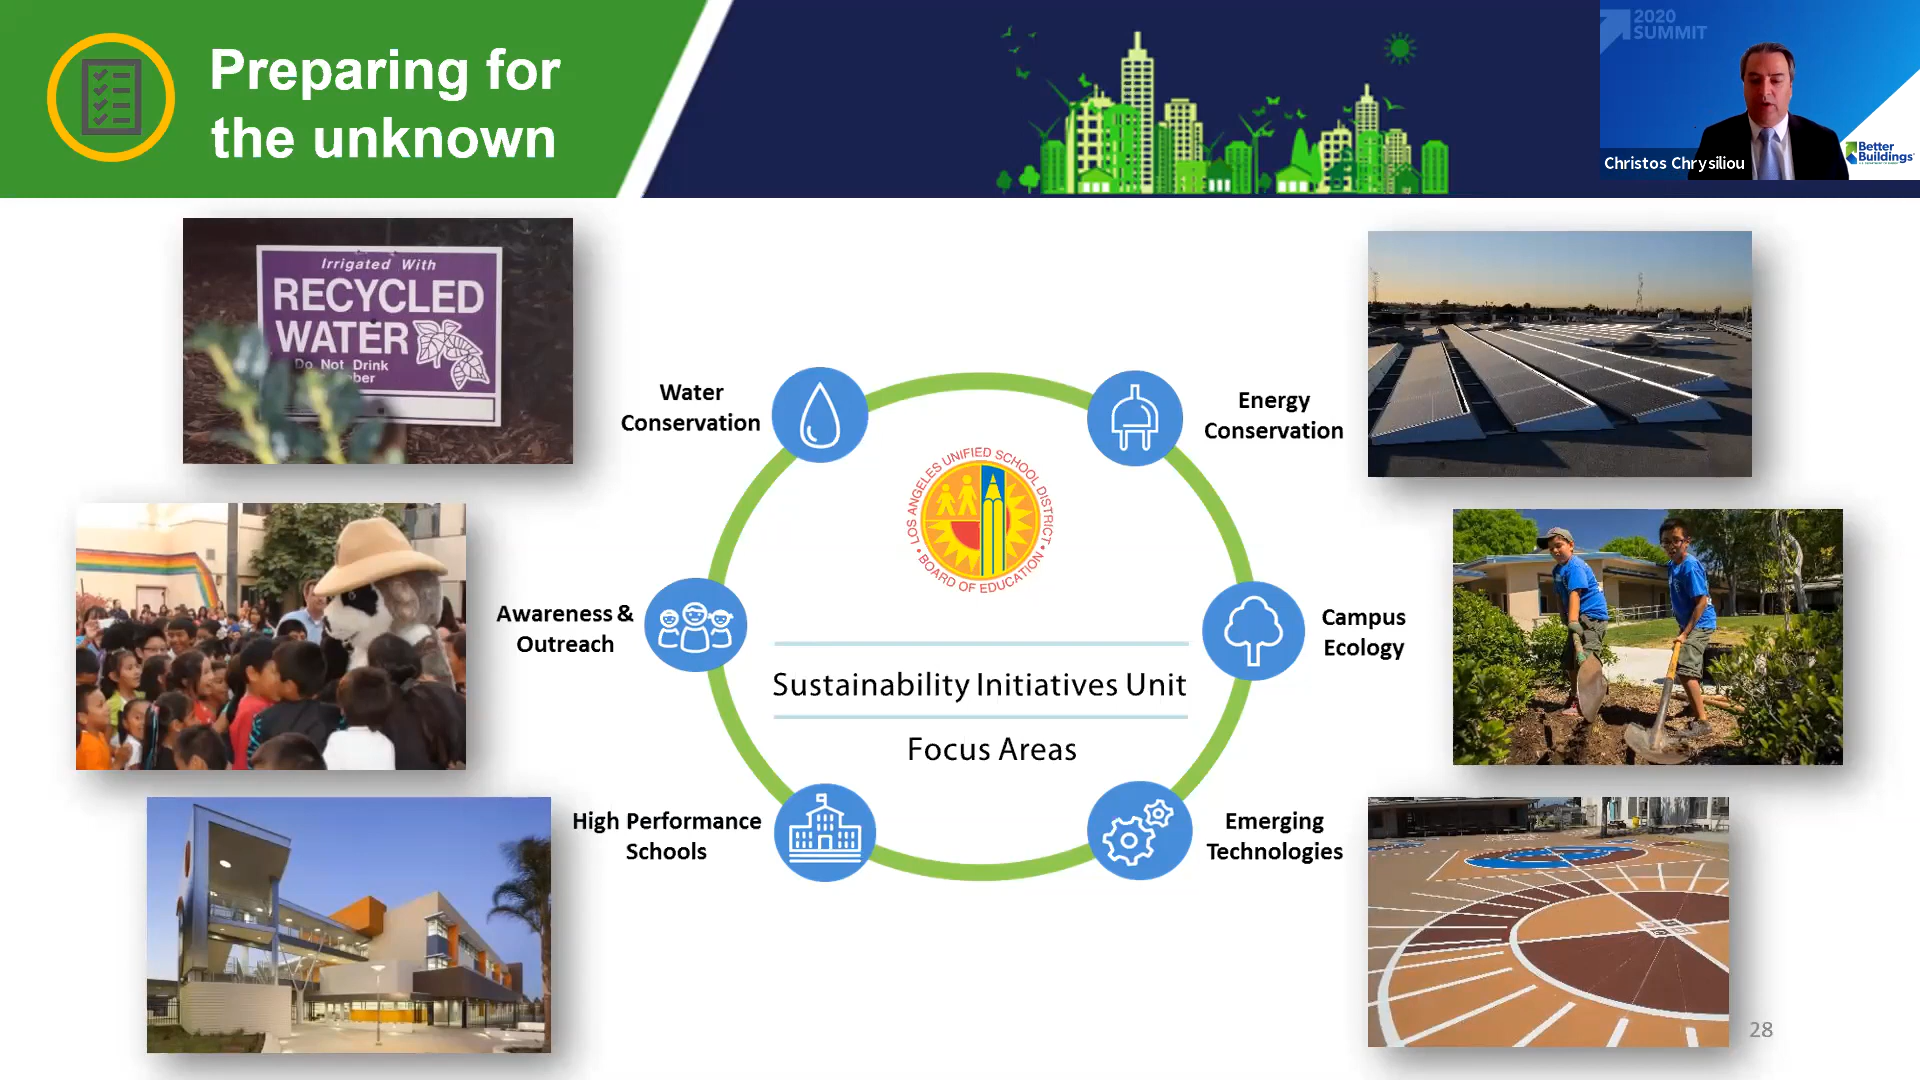 Preparing for
the unknown
2020
SUMMIT
Christos Chrysiliou
Better
Buildings
Irrigated With
RECYCLED
WATER
Do Not Drink
Water
Conservation
Energy
Conservation
LOS ANGELES UNIFIED SCHOOL DISTRICT
BOARD OF EDUCATION
Awareness &
Outreach
Campus
Ecology
Sustainability Initiatives Unit
Focus Areas
High Performance
Schools
Emerging
Technologies
28